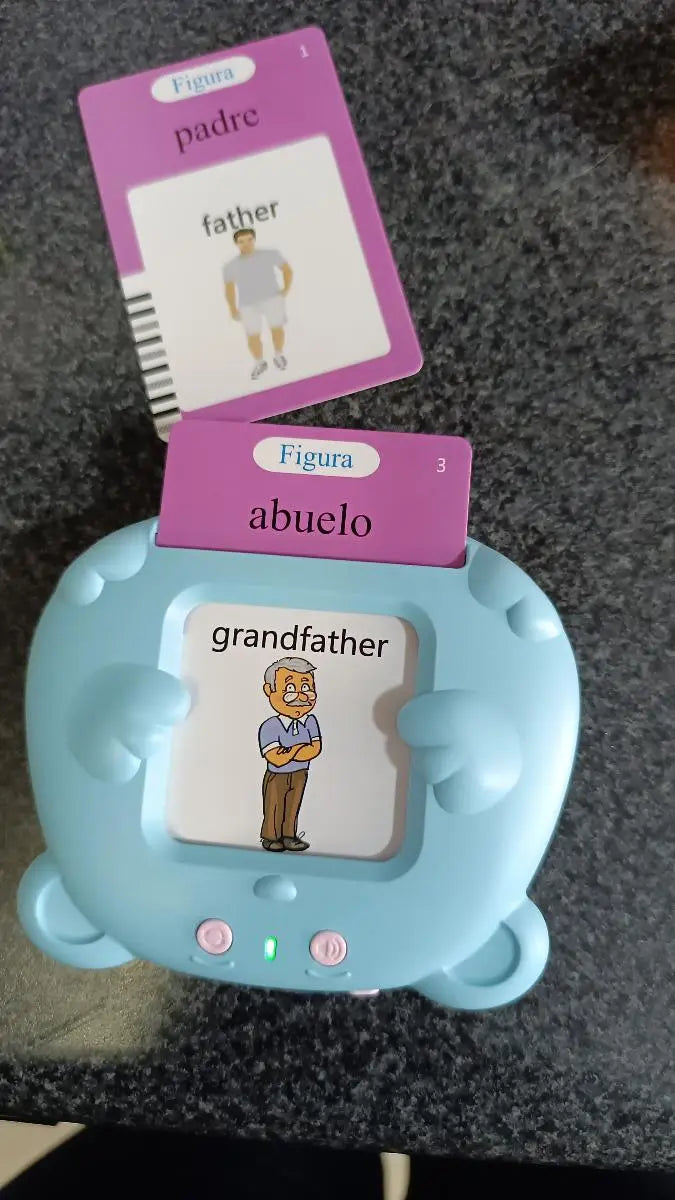 Figura
1
padre
father
Figura
3
abuelo
grandfather